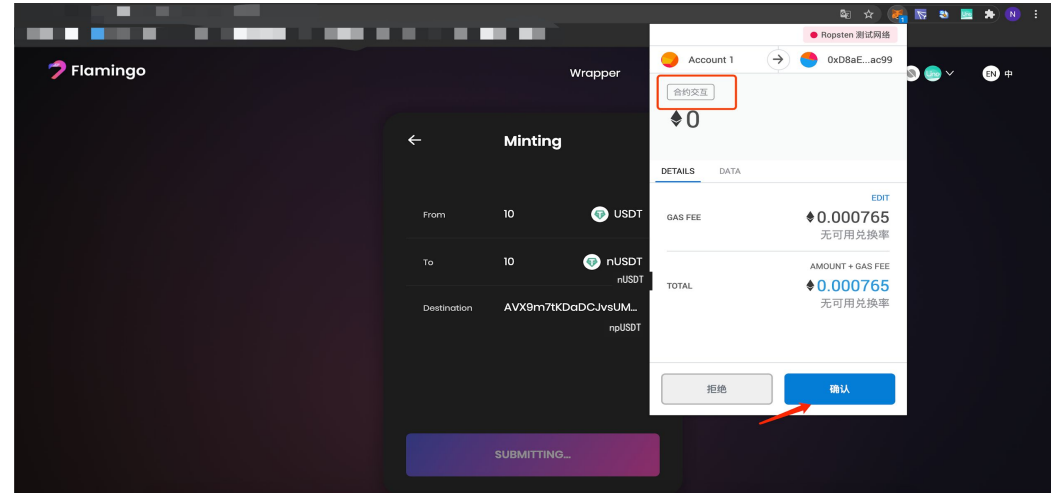 Ropsten 测试网络
Account 1
0xD8aE...ac99
Flamingo
Wrapper
Uno
EN 中
合约交互
0
Minting
DETAILS
DATA
EDIT
GAS FEE
0.000765
无可用兑换率
From
10
USDT
To
10
nUSDT
nUSDT
AMOUNT + GAS FEE
TOTAL
0.000765
无可用兑换率
Destination
AVX9m7tKDaDCJvsUM...
npUSDT
拒绝
确认
SUBMITTING...